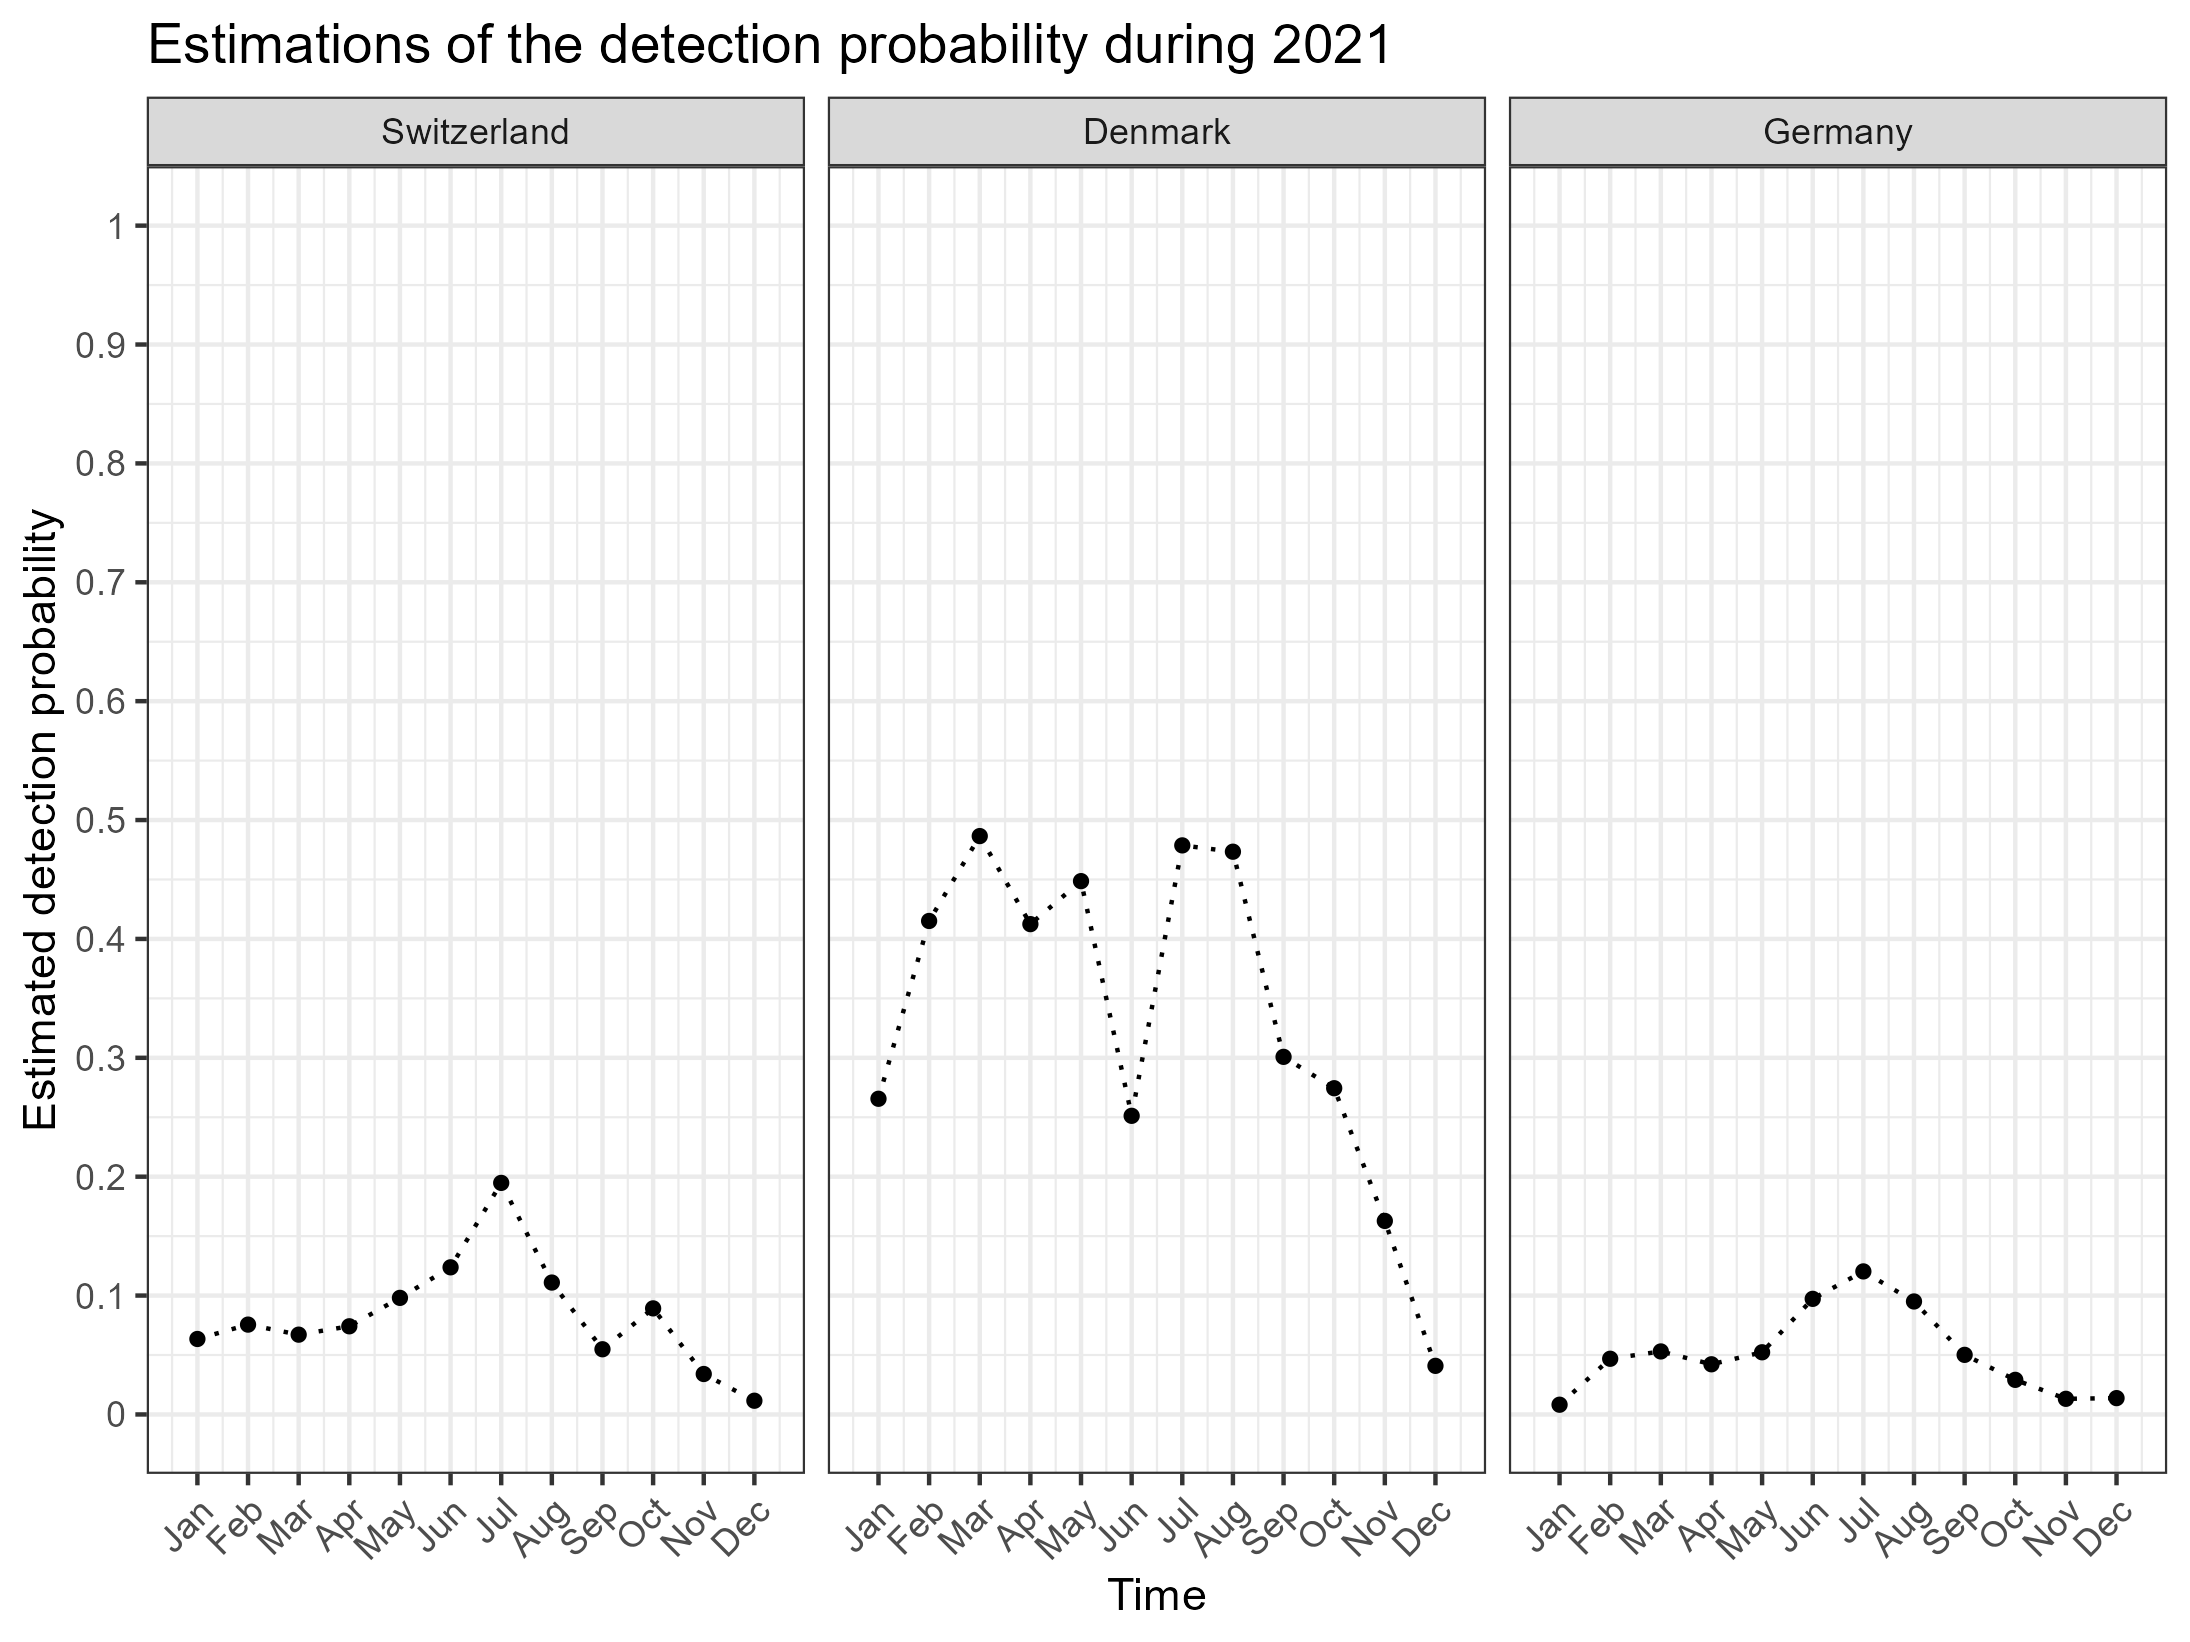 Estimations of the detection probability during 2021
Switzerland Denmark Germany
Estimated detection probability
1
0.9
0.8
0.7
0.6
0.5
0.4
0.3
0.2
0.1
0
Jan Feb Mar Apr May Jun Jul Aug Sep Oct Nov Dec Jan Feb Mar Apr May Jun Jul Aug Sep Oct Nov Dec Jan Feb Mar Apr May Jun Jul Aug Sep Oct Nov Dec
Time